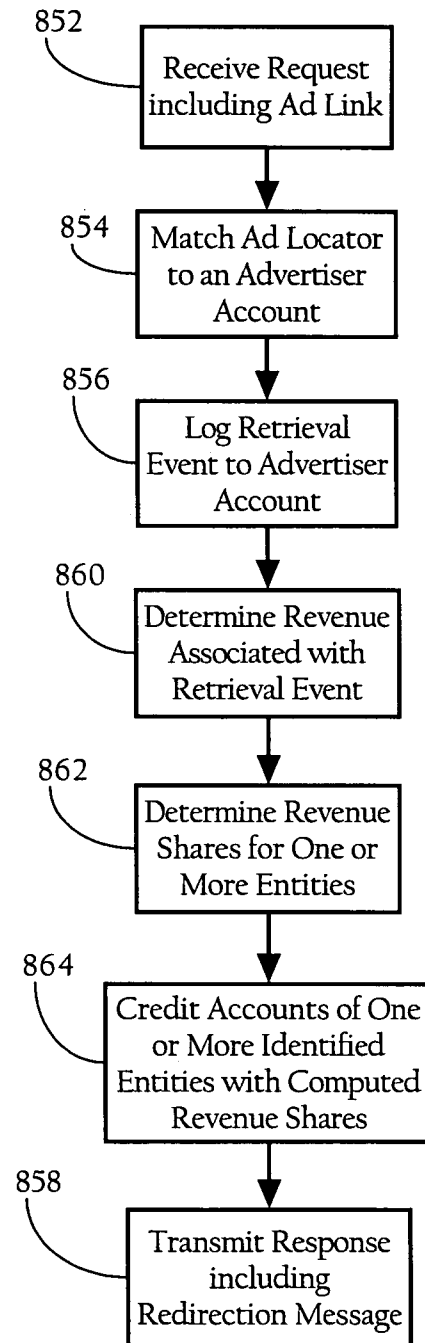 852
Receive Request
including Ad Link
854
Match Ad Locator
to an Advertiser
Account
856
Log Retrieval
Event to Advertiser
Account
860
Determine Revenue
Associated with
Retrieval Event
862
Determine Revenue
Shares for One or
More Entities
864
Credit Accounts of One
or More Identified
Entities with Computed
Revenue Shares
858
Transmit Response
including
Redirection Message